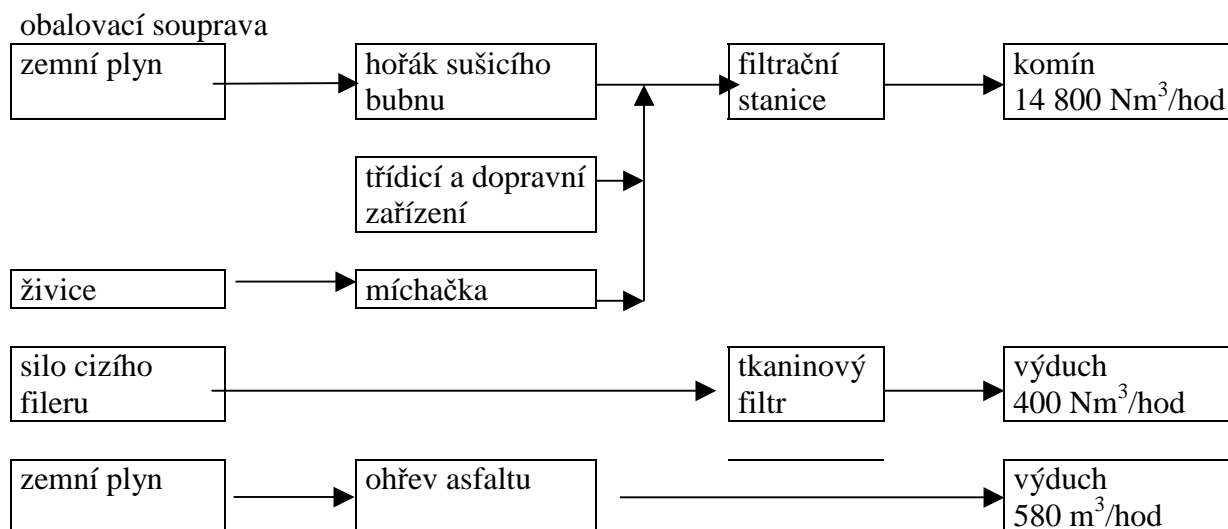 obalovací souprava
zemní plyn
hořák sušicího
bubnu
filtrační
stanice
komín
14 800 Nm³/hod
třídicí a dopravní
zařízení
živice
míchačka
silo cizího
fileru
tkaninový
filtr
výduch
400 Nm³/hod
zemní plyn
ohřev asfaltu
výduch
580 m³/hod